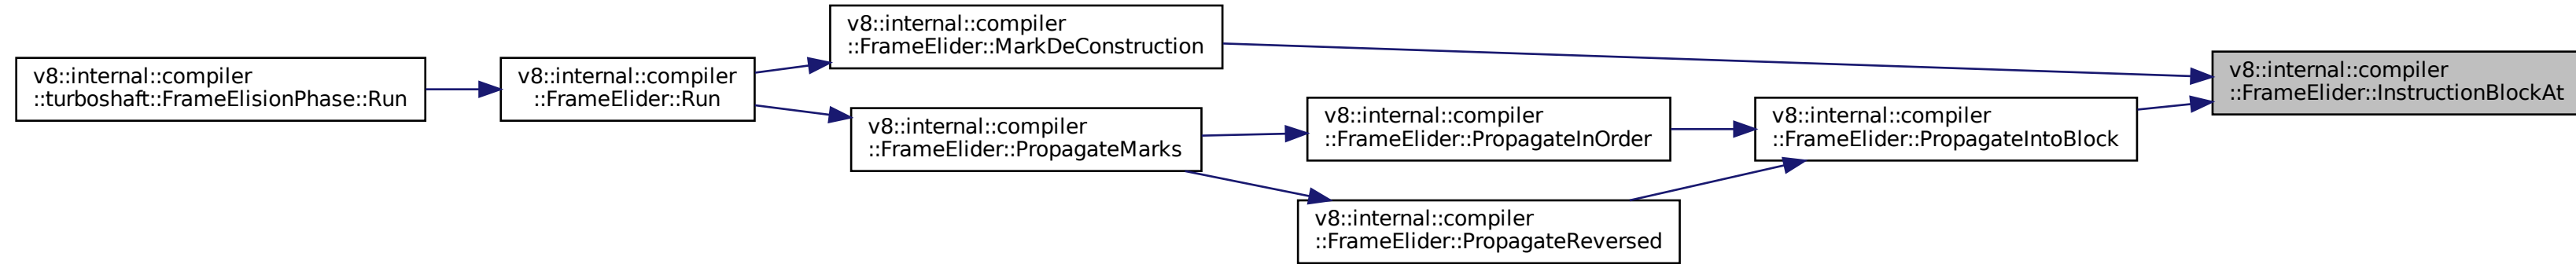 v8::internal::compiler
::turboshaft::FrameElisionPhase::Run
v8::internal::compiler
::FrameElider::Run
v8::internal::compiler
::FrameElider::MarkDeConstruction
v8::internal::compiler
::FrameElider::PropagateMarks
v8::internal::compiler
::FrameElider::PropagateInOrder
v8::internal::compiler
::FrameElider::PropagateReversed
v8::internal::compiler
::FrameElider::PropagateIntoBlock
v8::internal::compiler
::FrameElider::InstructionBlockAt